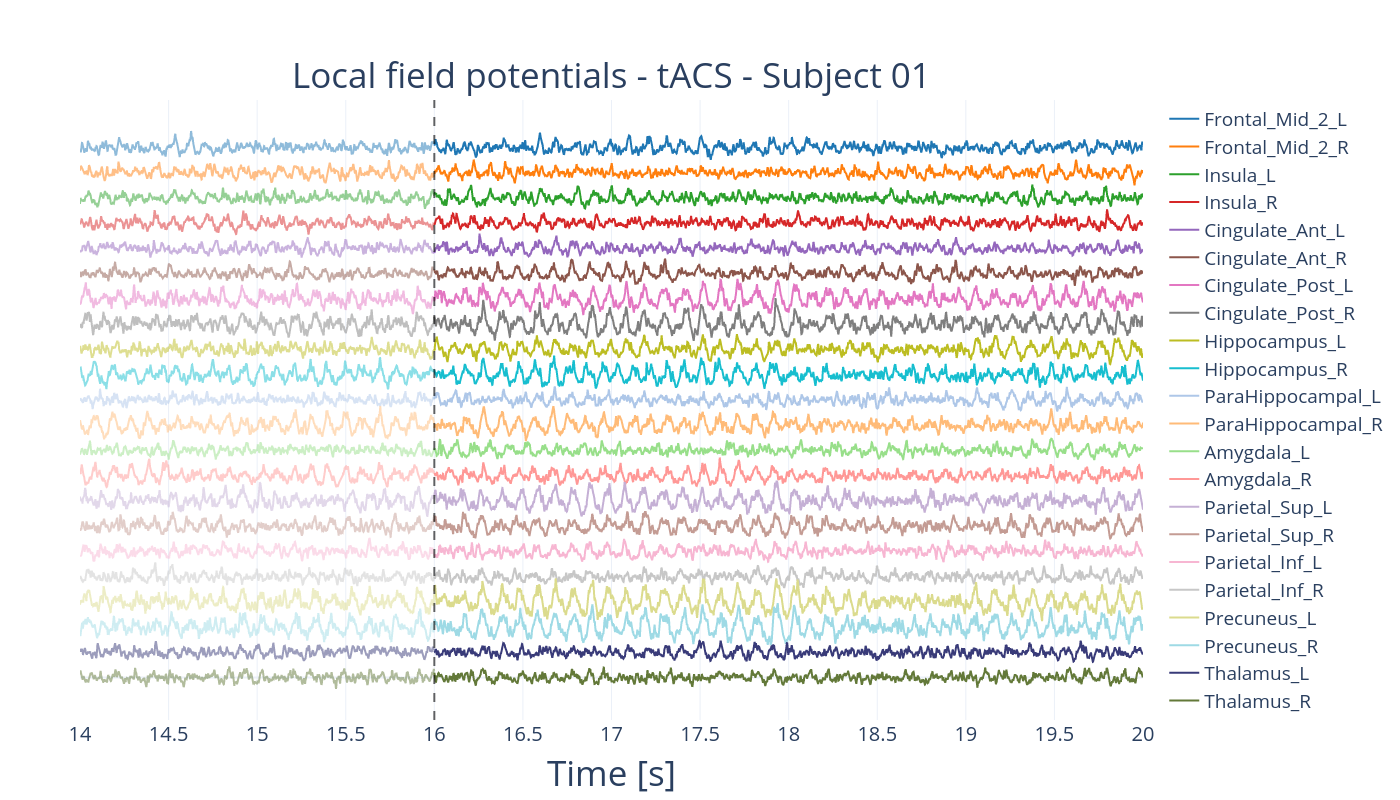 Local field potentials - tACS - Subject 01
Frontal_Mid_2_L
Frontal_Mid_2_R
Insula_L
Insula_R
Cingulate_Ant_L
Cingulate_Ant_R
Cingulate_Post_L
Cingulate_Post_R
Hippocampus_L
Hippocampus_R
ParaHippocampal_L
ParaHippocampal_R
Amygdala_L
Amygdala_R
Parietal_Sup_L
Parietal_Sup_R
Parietal_Inf_L
Parietal_Inf_R
Precuneus_L
Precuneus_R
Thalamus_L
Thalamus_R
14 14.5 15 15.5 16 16.5 17 17.5 18 18.5 19 19.5 20
Time [s]